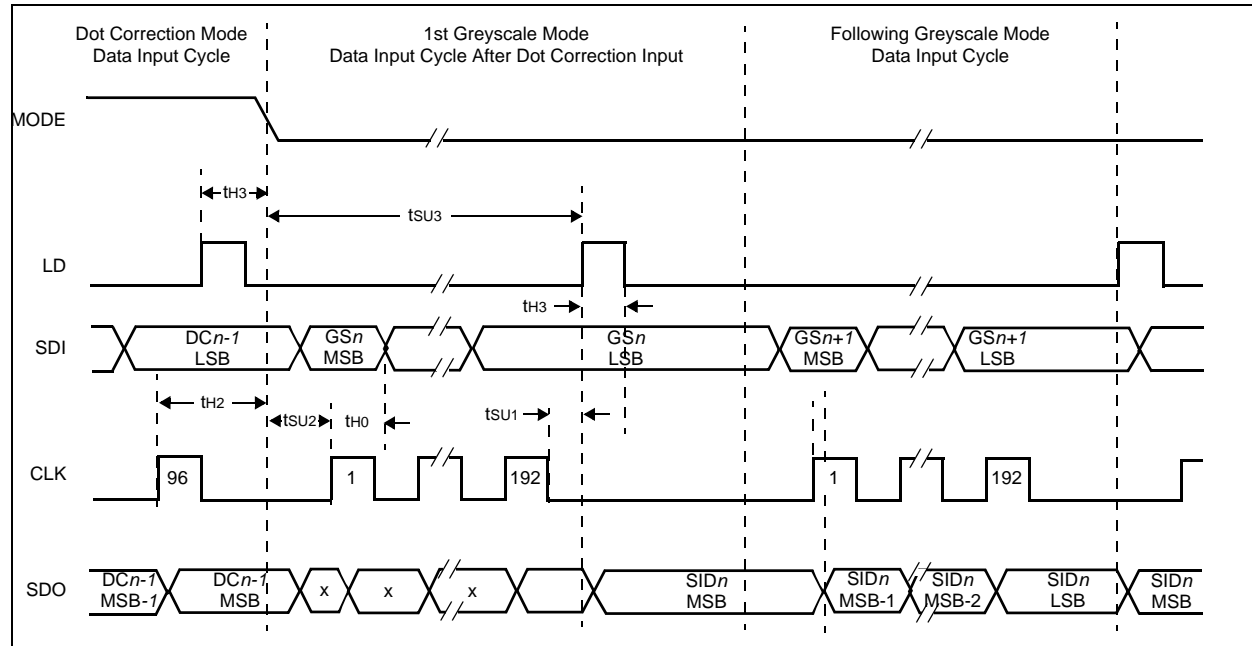 Dot Correction Mode
Data Input Cycle
1st Greyscale Mode
Data Input Cycle After Dot Correction Input
Following Greyscale Mode
Data Input Cycle
MODE
tH3
tSU3
LD
tH3
SDI
DCn-1
LSB
GSn
MSB
GSn
LSB
GSn+1
MSB
GSn+1
LSB
tH2
tSU2
tH0
tSU1
CLK
96
1
192
1
192
SDO
DCn-1
MSB-1
DCn-1
MSB
x
x
x
SIDn
MSB
SIDn
MSB-1
SIDn
MSB-2
SIDn
LSB
SIDn
MSB